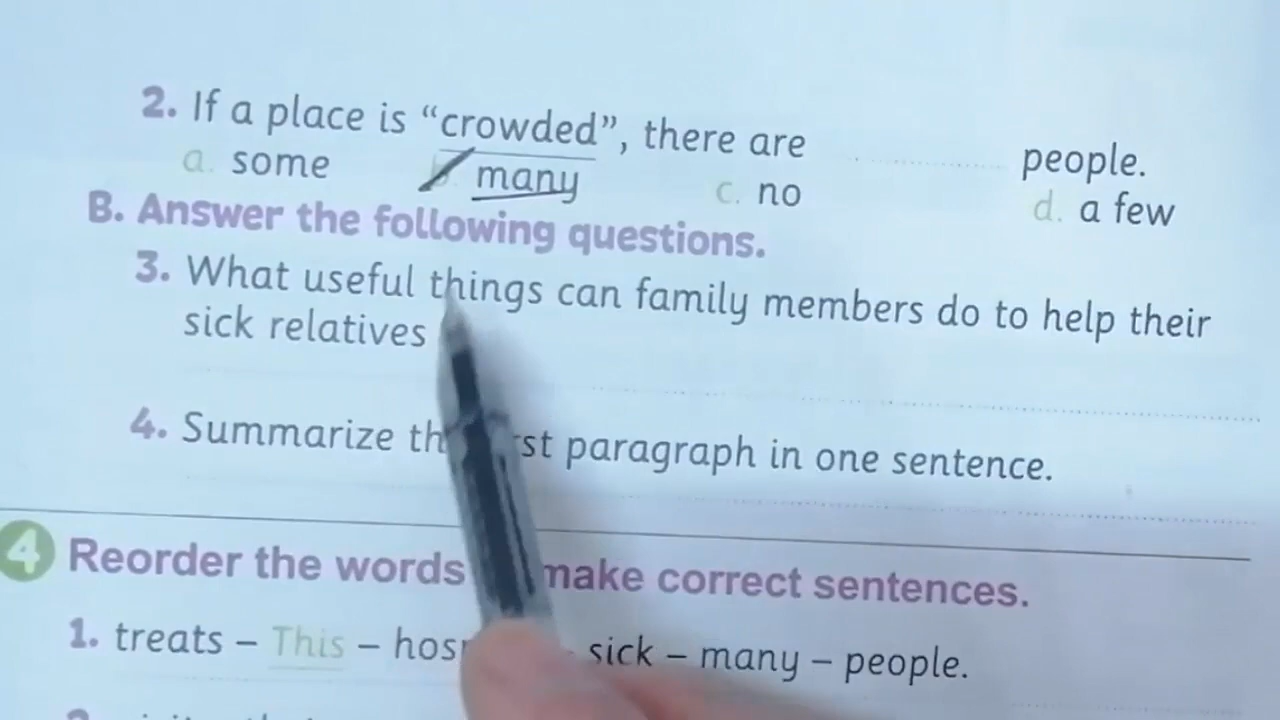 2. If a place is “crowded”, there are .......... people.
a. some b. many c. no d. a few
B. Answer the following questions.
3. What useful things can family members do to help their
sick relatives
4. Summarize paragraph in one sentence.
4 Reorder the words make correct sentences.
1. treats – This – – sick – many – people.